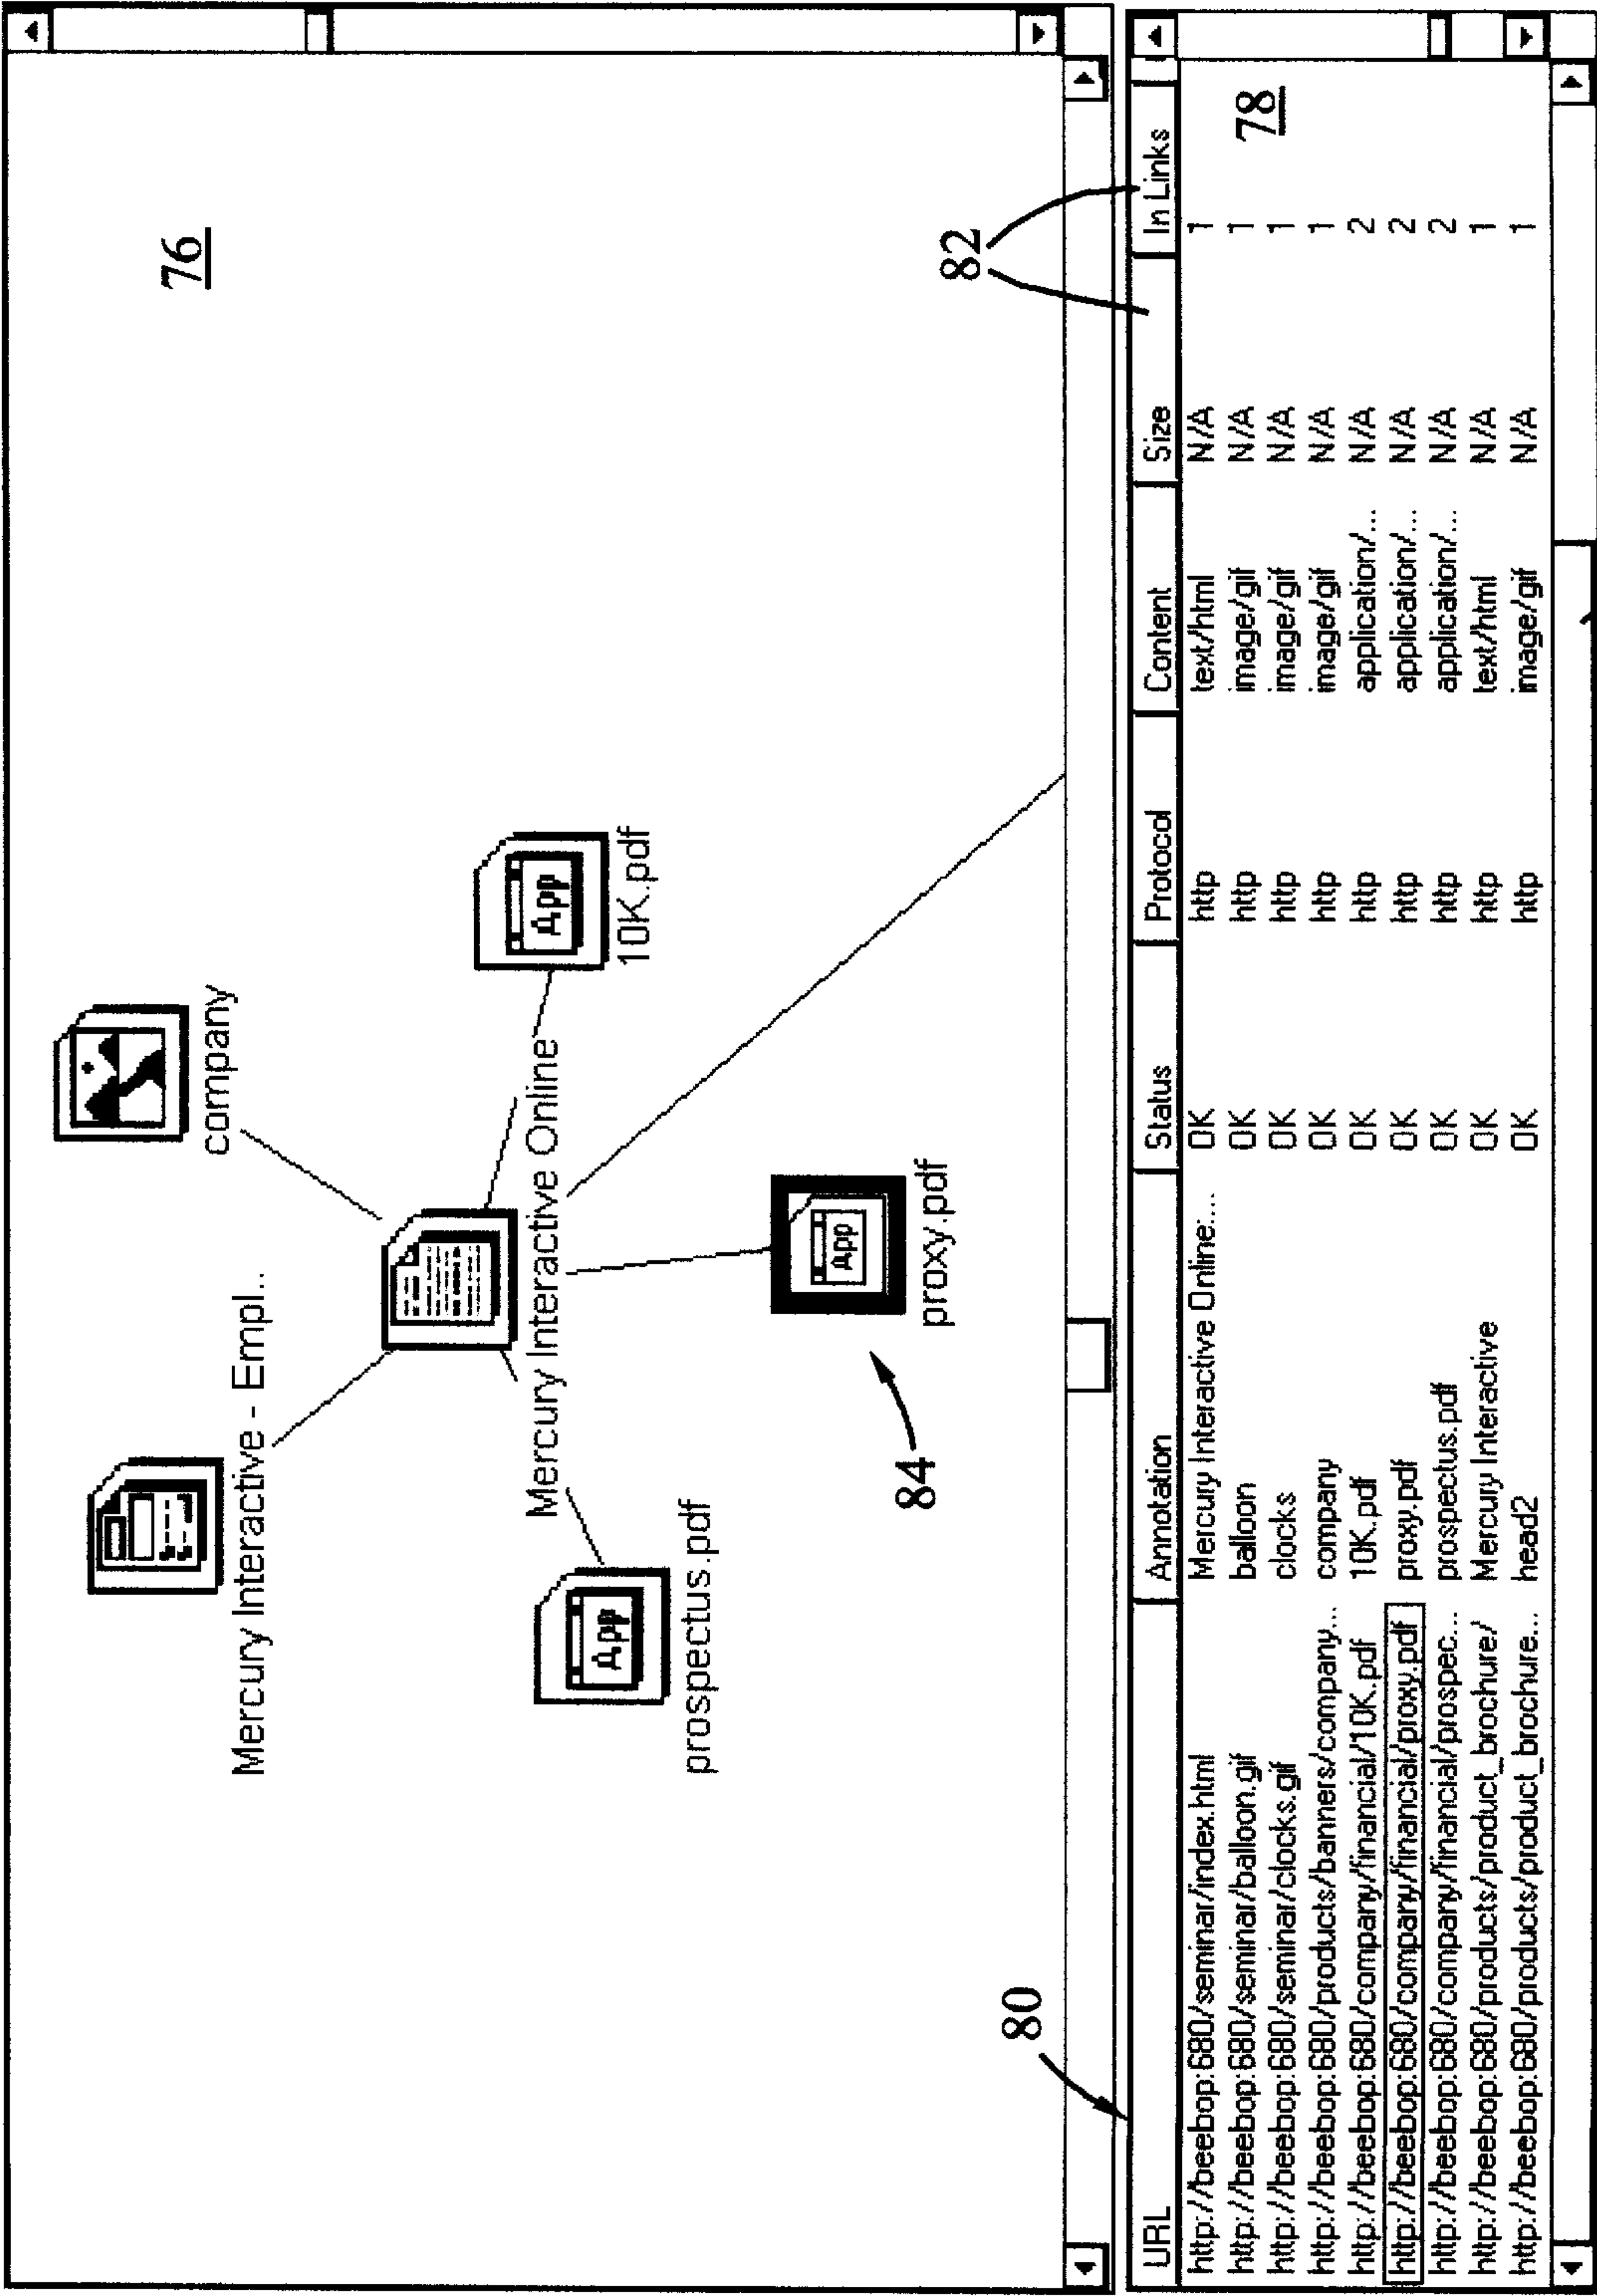 76
company
Mercury Interactive - Empl..
App
10K.pdf
Mercury Interactive Online
App
prospectus.pdf
App
proxy.pdf
84
82
80
URL Annotation Status Protocol Content Size In Links
http://beebop:680/seminar/index.html Mercury Interactive Online:... OK http text/html N/A 1
http://beebop:680/seminar/balloon.gif balloon OK http image/gif N/A 1
http://beebop:680/seminar/clocks.gif clocks OK http image/gif N/A 1
http://beebop:680/products/banners/company... company OK http image/gif N/A 1
http://beebop:680/company/financial/10K.pdf 10K.pdf OK http application/... N/A 2
http://beebop:680/company/financial/proxy.pdf proxy.pdf OK http application/... N/A 2
http://beebop:680/company/financial/prospec... prospectus.pdf OK http application/... N/A 2
http://beebop:680/products/product_brochure/ Mercury Interactive OK http text/html N/A 1
http://beebop:680/products/product_brochure... head2 OK http image/gif N/A 1
78